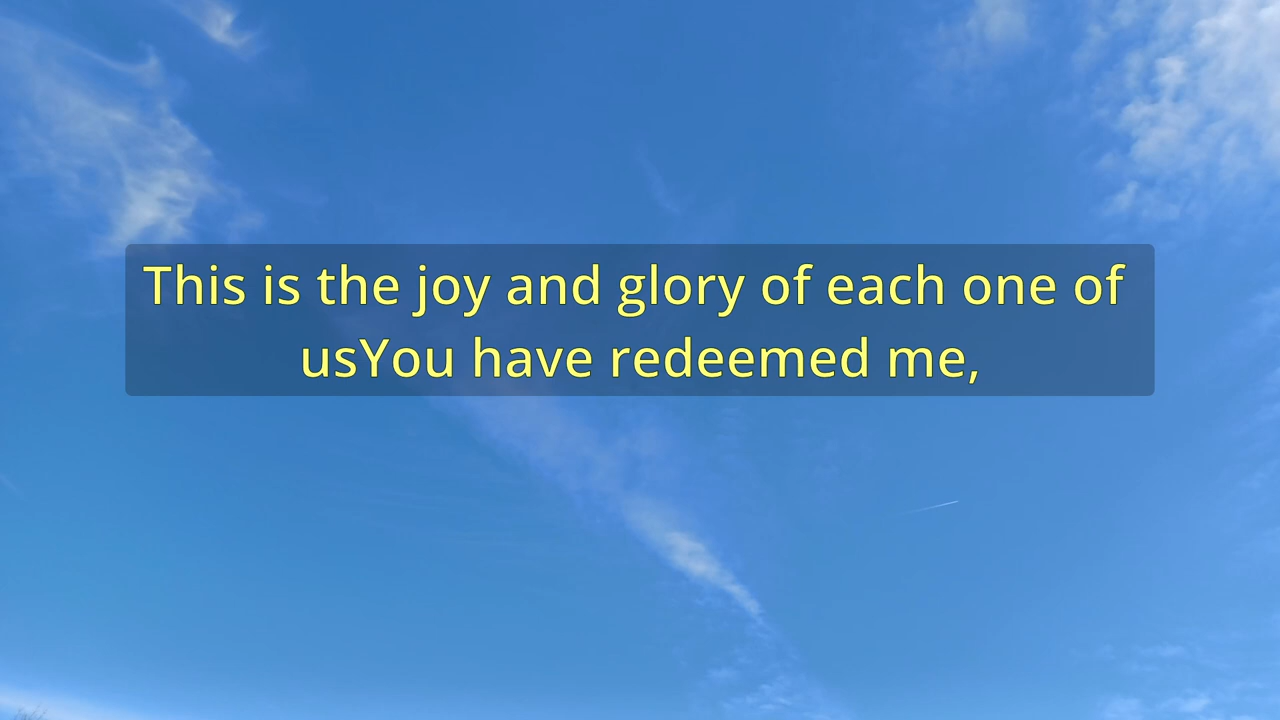 This is the joy and glory of each one of
usYou have redeemed me,